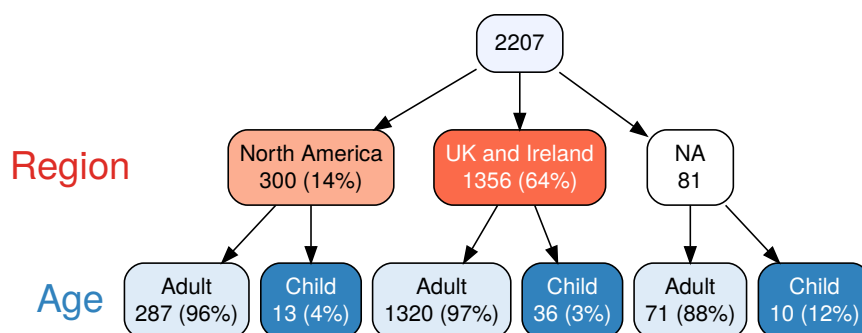 2207
Region
North America
300 (14%)
UK and Ireland
1356 (64%)
NA
81
Age
Adult
287 (96%)
Child
13 (4%)
Adult
1320 (97%)
Child
36 (3%)
Adult
71 (88%)
Child
10 (12%)